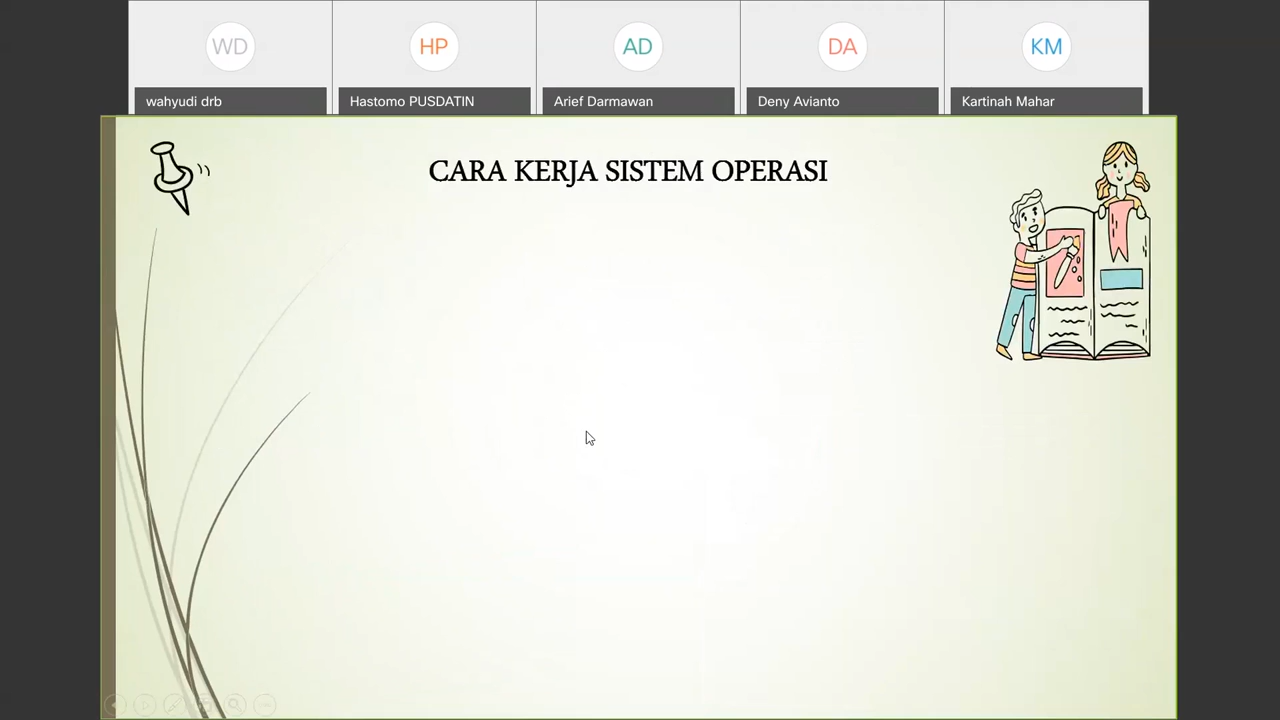 WD
HP
AD
DA
KM
wahyudi drb
Hastomo PUSDATIN
Arief Darmawan
Deny Avianto
Kartinah Mahar
CARA KERJA SISTEM OPERASI